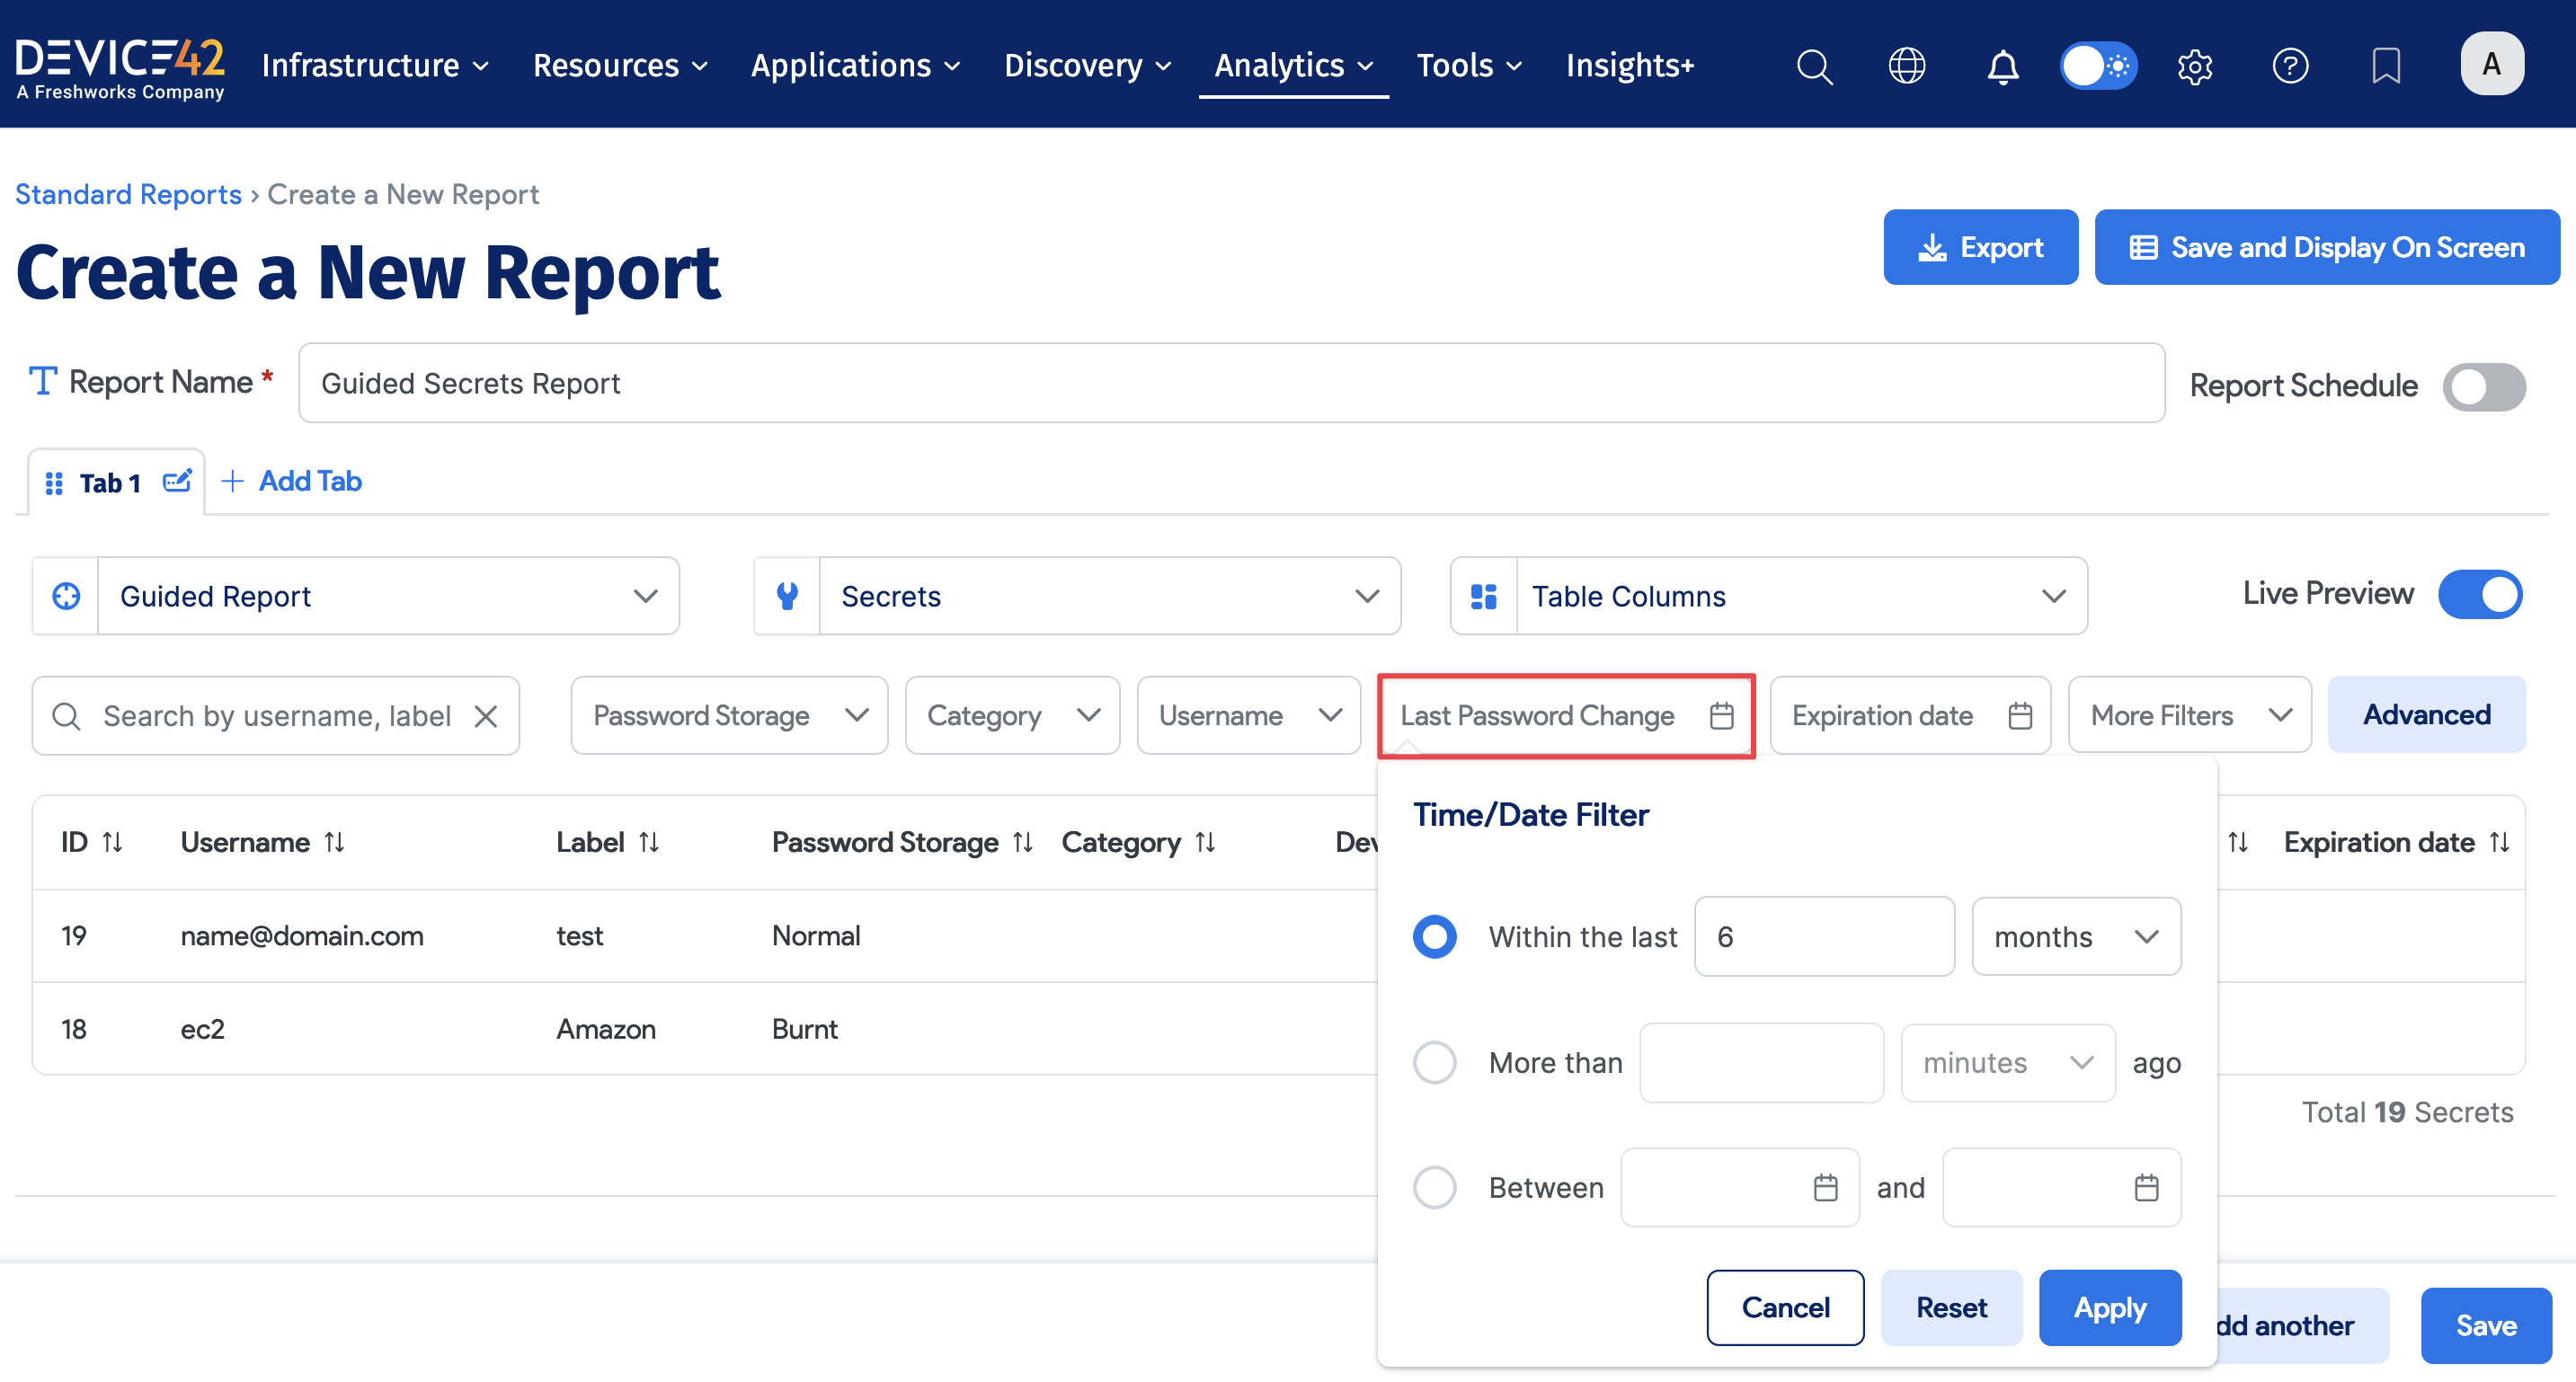 DEVICE42
A Freshworks Company
Infrastructure Resources Applications Discovery Analytics Tools Insights+
A
Standard Reports › Create a New Report
Create a New Report
Export
Save and Display On Screen
Report Name *
Guided Secrets Report
Report Schedule
Tab 1
+ Add Tab
Guided Report
Secrets
Table Columns
Live Preview
Search by username, label
Password Storage
Category
Username
Last Password Change
Expiration date
More Filters
Advanced
ID Username Label Password Storage Category Dev Expiration date
19 name@domain.com test Normal
18 ec2 Amazon Burnt
Total 19 Secrets
Time/Date Filter
Within the last 6 months
More than minutes ago
Between and
Cancel Reset Apply
dd another
Save